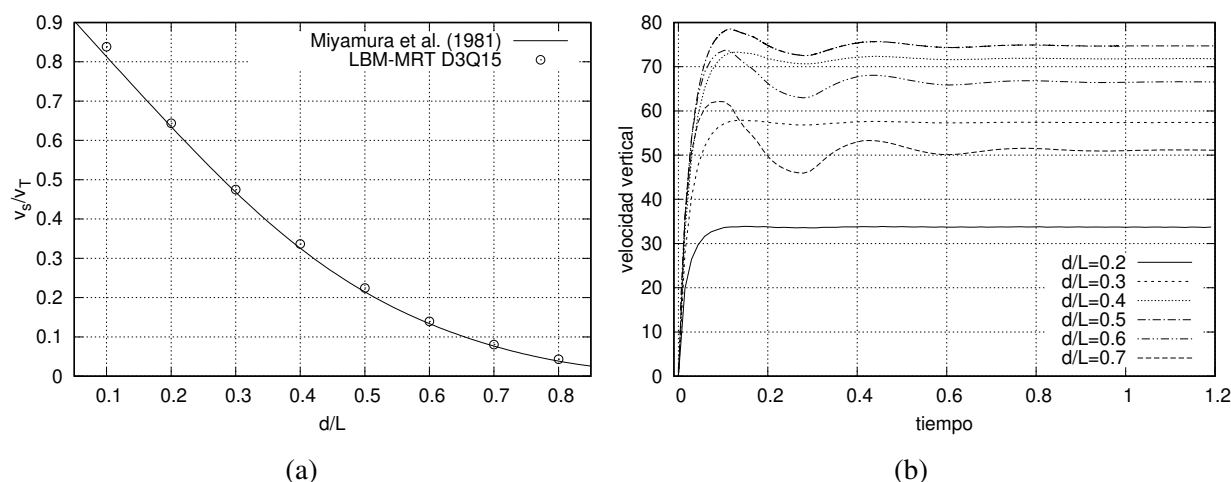 0.9
0.8
0.7
0.6
0.5
0.4
0.3
0.2
0.1
0
v_S/v_T
Miyamura et al. (1981)
LBM-MRT D3Q15
0.1 0.2 0.3 0.4 0.5 0.6 0.7 0.8
d/L
(a)
80
70
60
50
40
30
20
10
0
velocidad vertical
d/L=0.2
d/L=0.3
d/L=0.4
d/L=0.5
d/L=0.6
d/L=0.7
0 0.2 0.4 0.6 0.8 1 1.2
tiempo
(b)